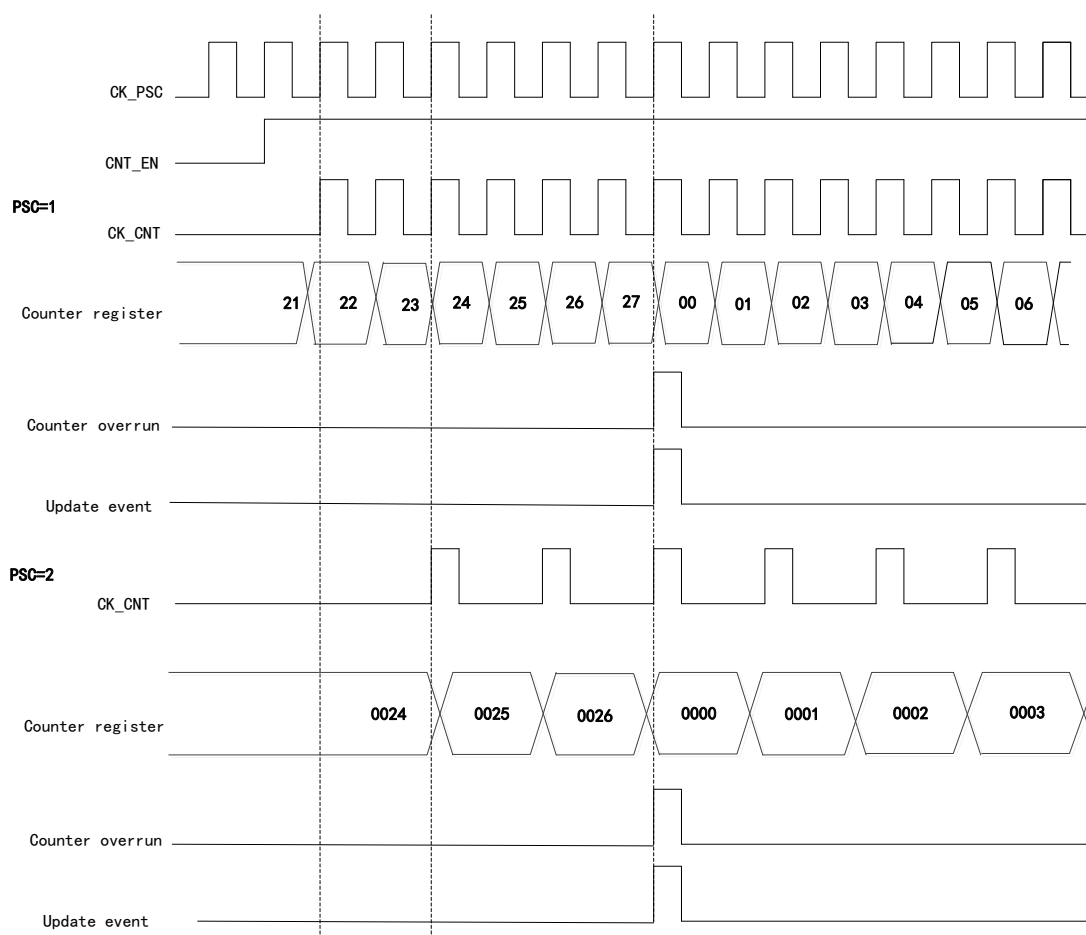 CK_PSC
CNT_EN
PSC=1
CK_CNT
21 22 23 24 25 26 27 00 01 02 03 04 05 06
Counter register
Counter overrun
Update event
PSC=2
CK_CNT
0024 0025 0026 0000 0001 0002 0003
Counter register
Counter overrun
Update event